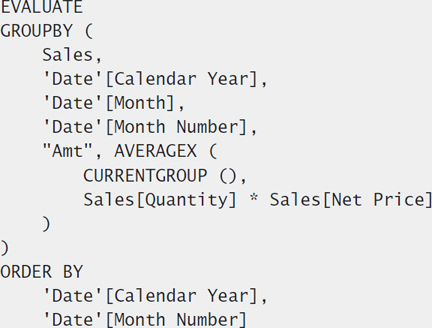 EVALUATE
GROUPBY (
    Sales,
    'Date'[Calendar Year],
    'Date'[Month],
    'Date'[Month Number],
    "Amt", AVERAGEX (
        CURRENTGROUP (),
        Sales[Quantity] * Sales[Net Price]
    )
)
ORDER BY
    'Date'[Calendar Year],
    'Date'[Month Number]